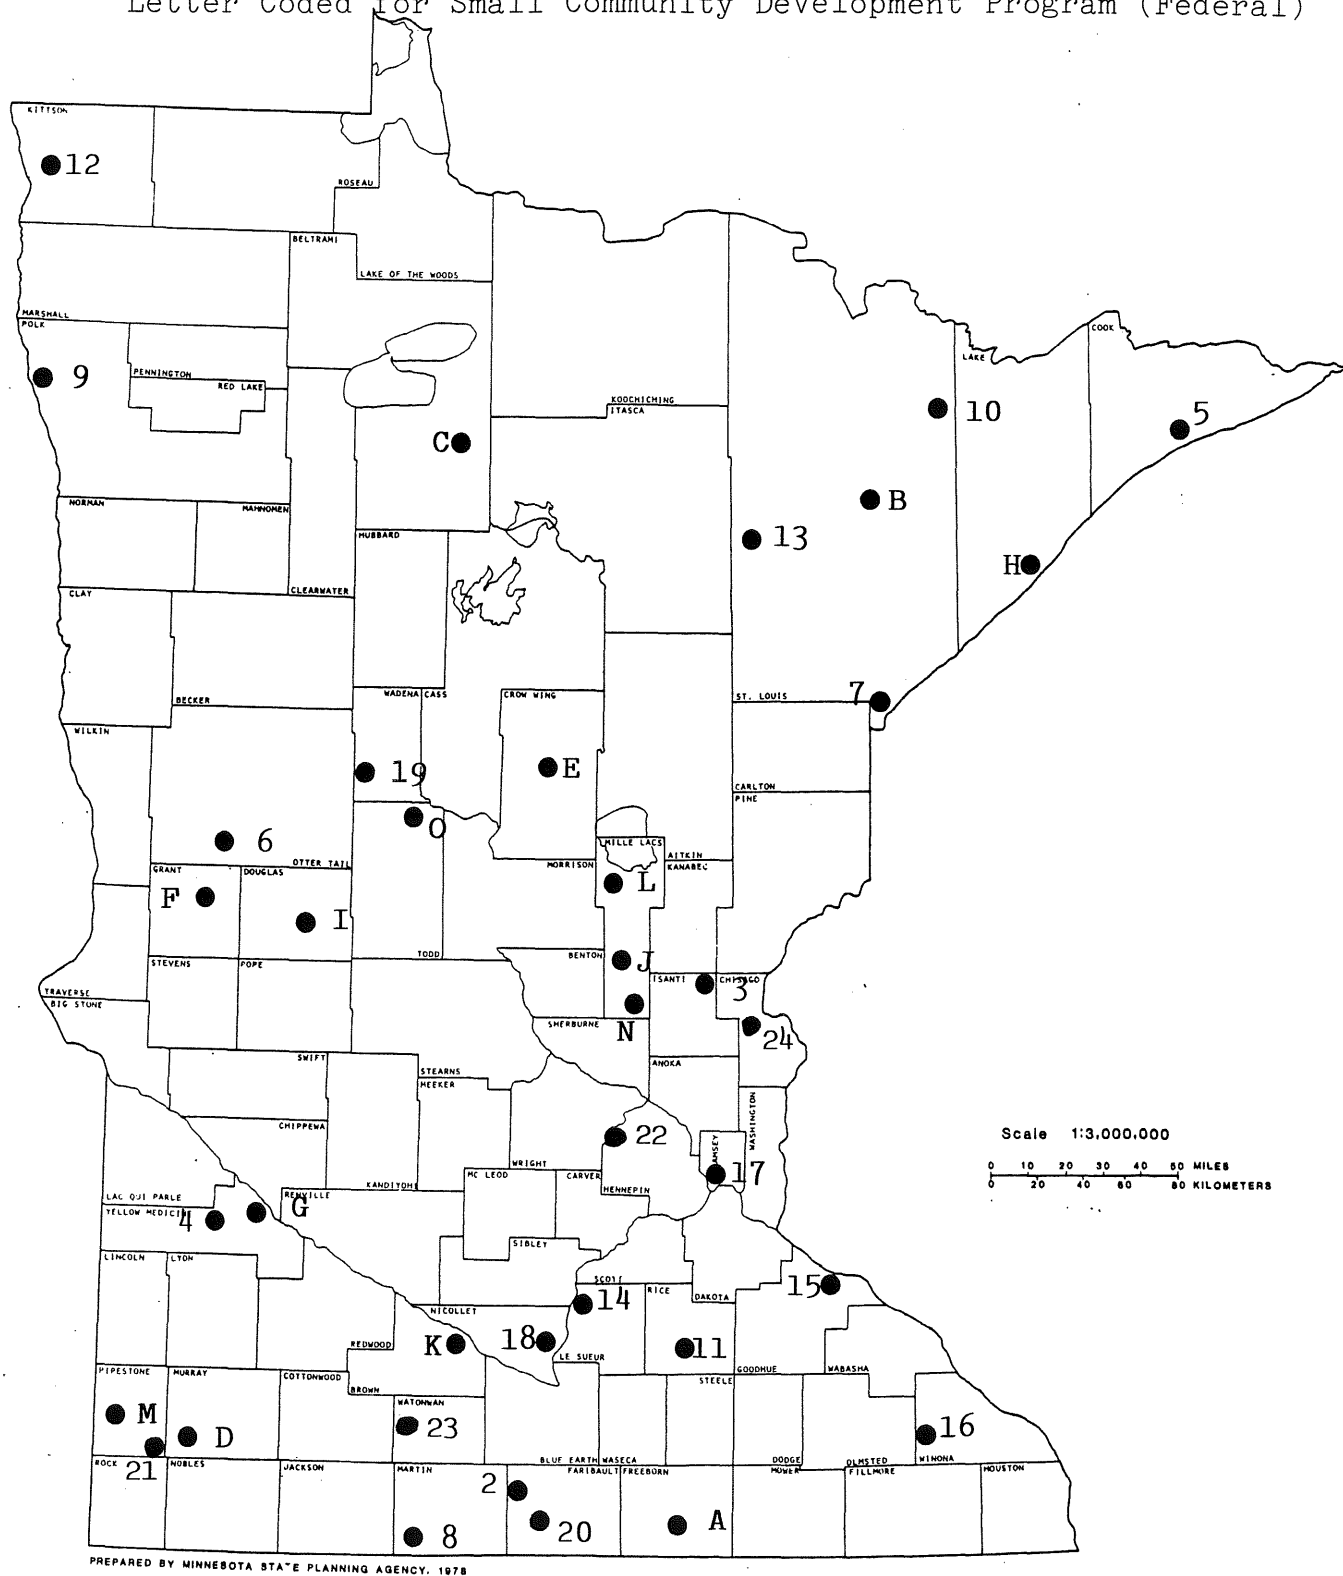 Letter Coded for Small Community Development Program (Federal)
KITTSON
12
ROSEAU
BELTRAMI
LAKE OF THE WOODS
MARSHALL
POLK
COOK
LAKE
9
PENNINGTON
RED LAKE
KOOCHICHING
ITASCA
10
5
C
B
NORMAN
MAHNOMEN
HUBBARD
13
H
CLAY
CLEARWATER
BECKER
WADENA
CASS
CROW WING
ST. LOUIS
7
WILKIN
19
E
CARLTON
PINE
O
6
OTTER TAIL
MILLE LACS
AITKIN
KANABEC
MORRISON
GRANT
DOUGLAS
F
L
I
TODD
BENTON
J
STEVENS
POPE
ISANTI
CHISAGO
3
TRAVERSE
BIG STONE
N
SHERBURNE
24
SWIFT
ANOKA
STEARNS
MEEKER
WASHINGTON
CHIPPEWA
22
Scale 1:3,000,000
RAMSEY
WRIGHT
17
0 10 20 30 40 50 MILES
0 20 40 60 80 KILOMETERS
MC LEOD
CARVER
HENNEPIN
KANDIYOHI
LAC QUI PARLE
RENVILLE
G
YELLOW MEDICIN
4
LINCOLN
LYON
SIBLEY
SCOTT
RICE
DAKOTA
15
14
NICOLLET
REDWOOD
K
18
11
LE SUEUR
GOODHUE
WABASHA
PIPESTONE
MURRAY
COTTONWOOD
STEELE
BROWN
WATONWAN
M
D
23
16
21
ROCK
NOBLES
JACKSON
MARTIN
BLUE EARTH
WASECA
FARIBAULT
FREEBORN
DODGE
MOWER
OLMSTED
FILLMORE
WINONA
HOUSTON
2
8
20
A
PREPARED BY MINNESOTA STATE PLANNING AGENCY, 1978